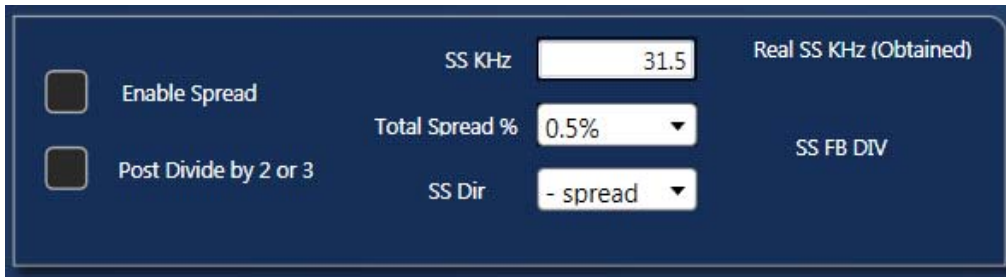 SS KHz 31.5 Real SS KHz (Obtained)
Enable Spread
Total Spread % 0.5%
SS FB DIV
Post Divide by 2 or 3
SS Dir - spread